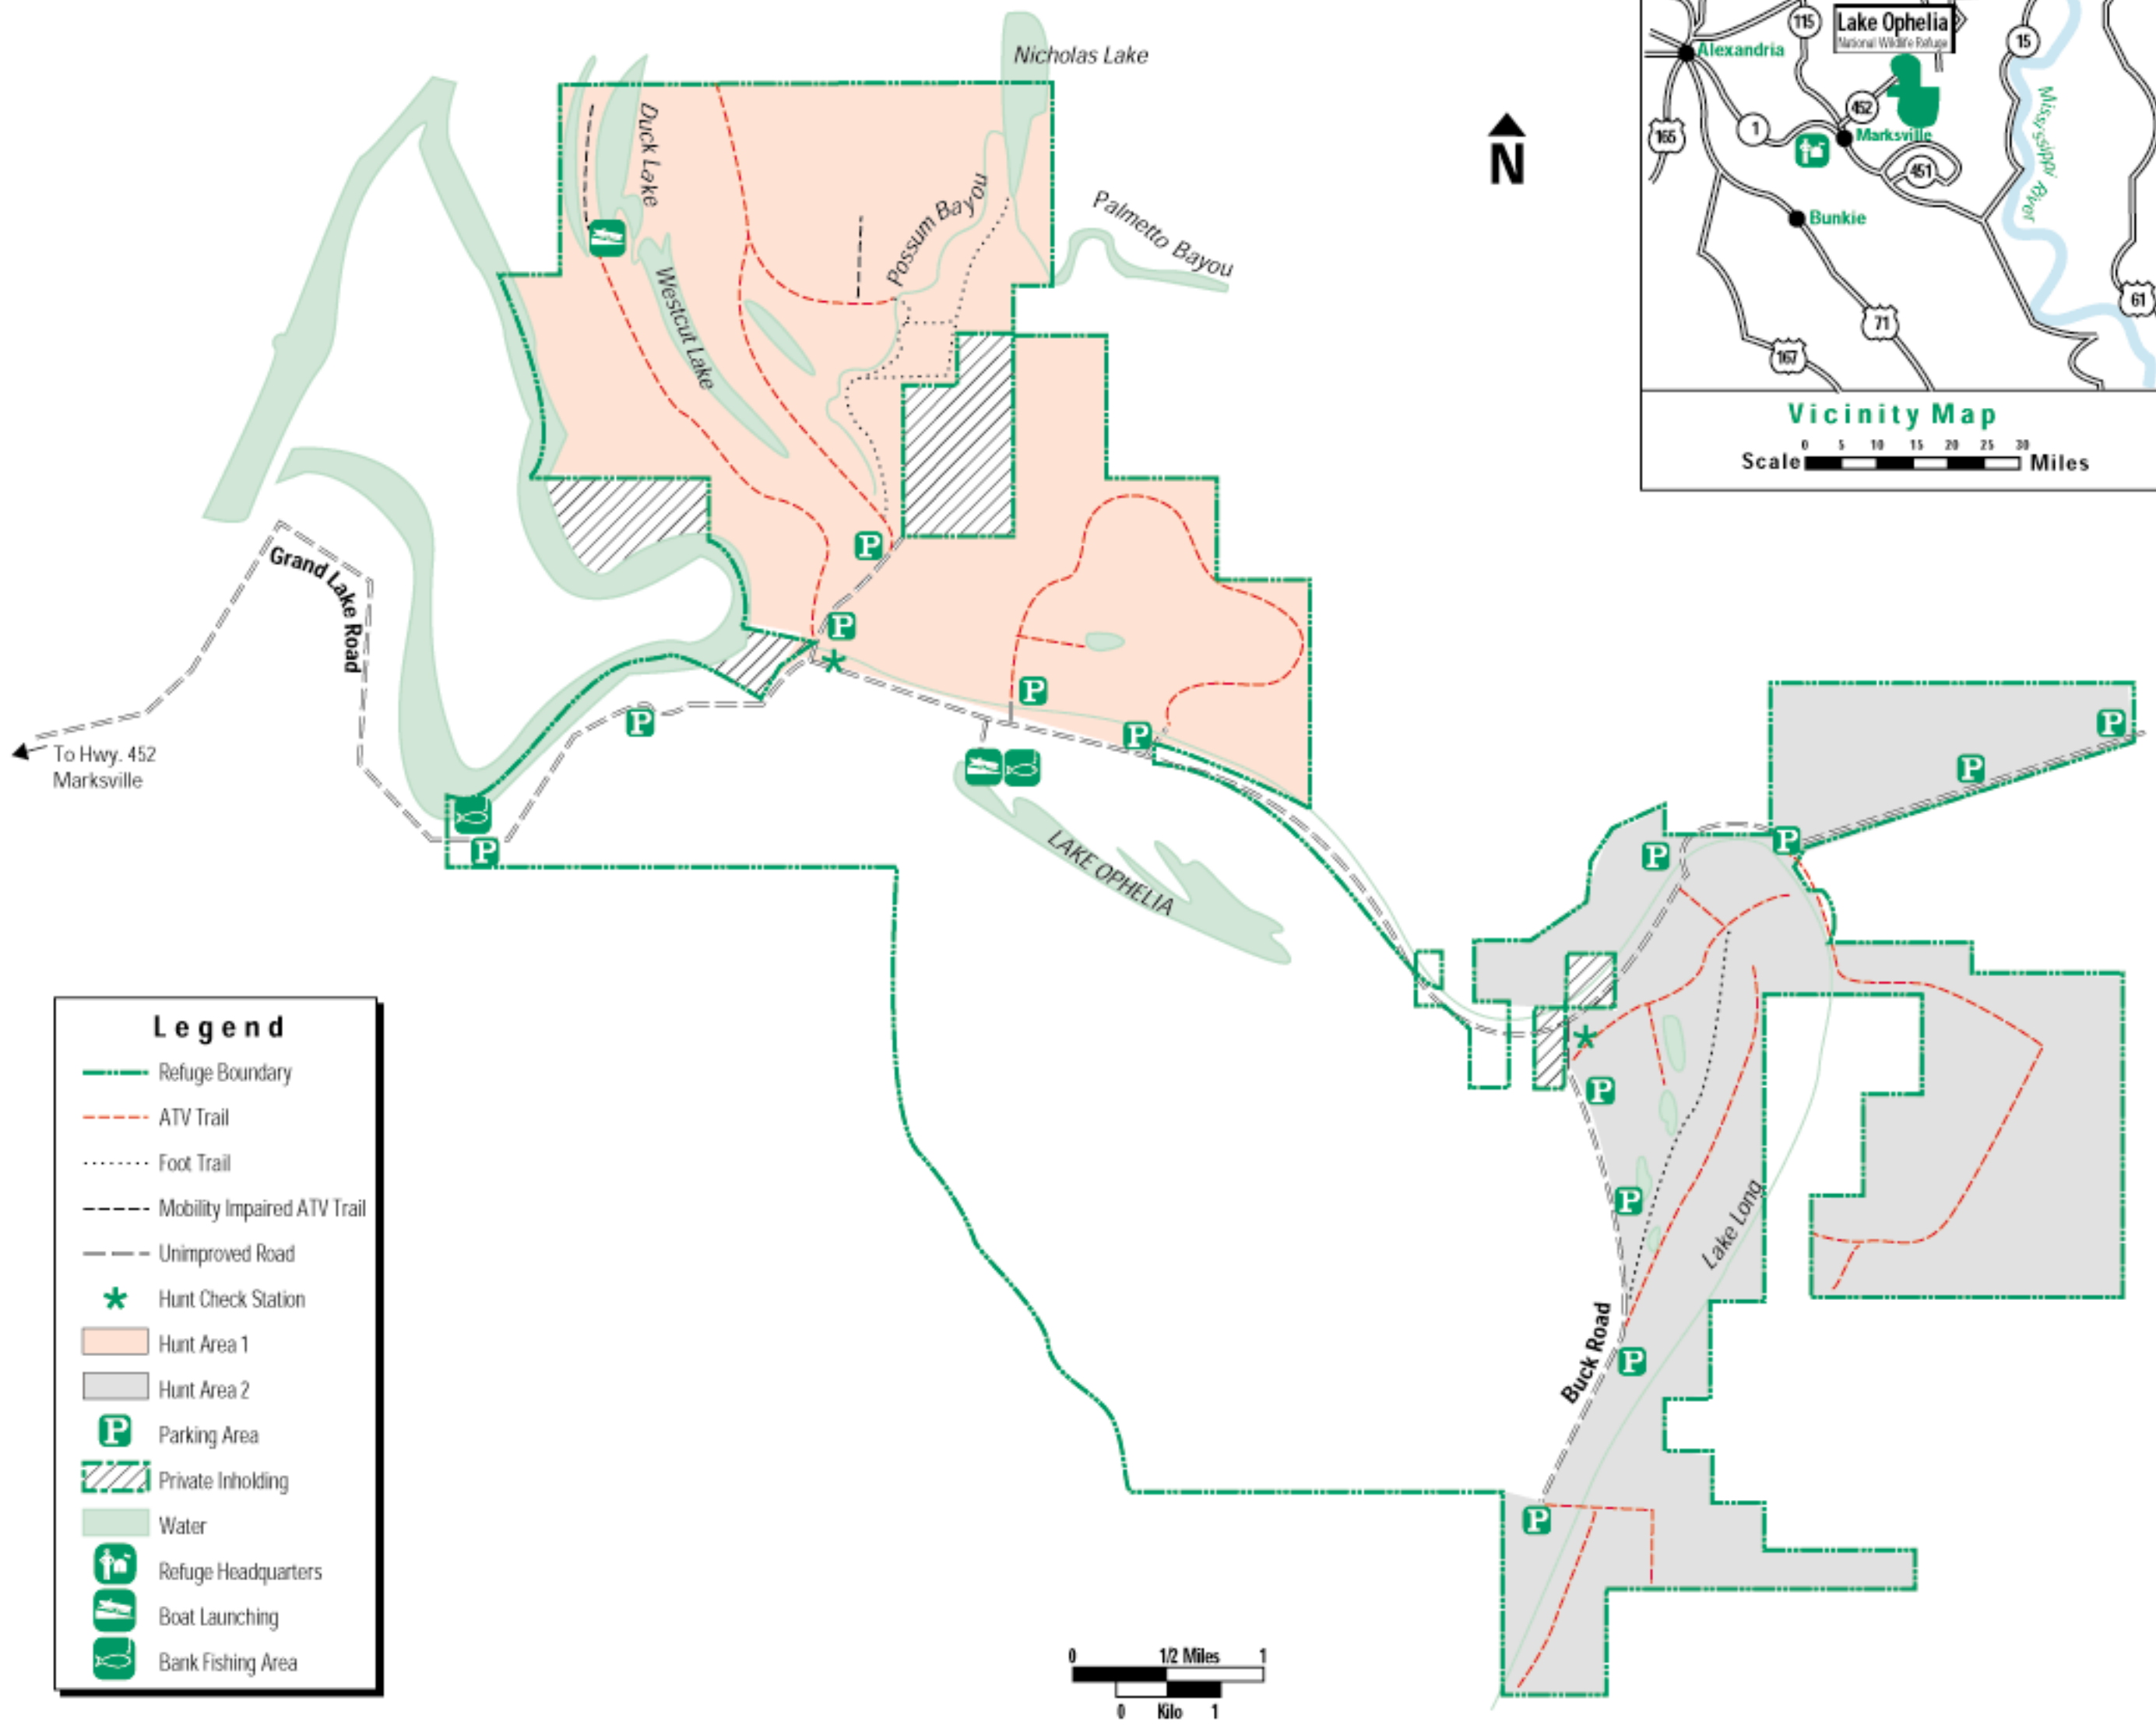 Nicholas Lake
Duck Lake
Westcut Lake
Possum Bayou
Palmetto Bayou
N
Grand Lake Road
To Hwy. 452
Marksville
LAKE OPHELIA
Lake Long
Buck Road
P
P
P
P
P
P
P
P
P
P
P
P
P
P
Lake Ophelia
National Wildlife Refuge
Alexandria
115
15
165
1
452
Marksville
451
Mississippi River
Bunkie
71
61
167
Vicinity Map
0 5 10 15 20 25 30
Scale Miles
Legend
Refuge Boundary
ATV Trail
Foot Trail
Mobility Impaired ATV Trail
Unimproved Road
Hunt Check Station
Hunt Area 1
Hunt Area 2
P Parking Area
Private Inholding
Water
Refuge Headquarters
Boat Launching
Bank Fishing Area
0 1/2 Miles 1
0 Kilo 1